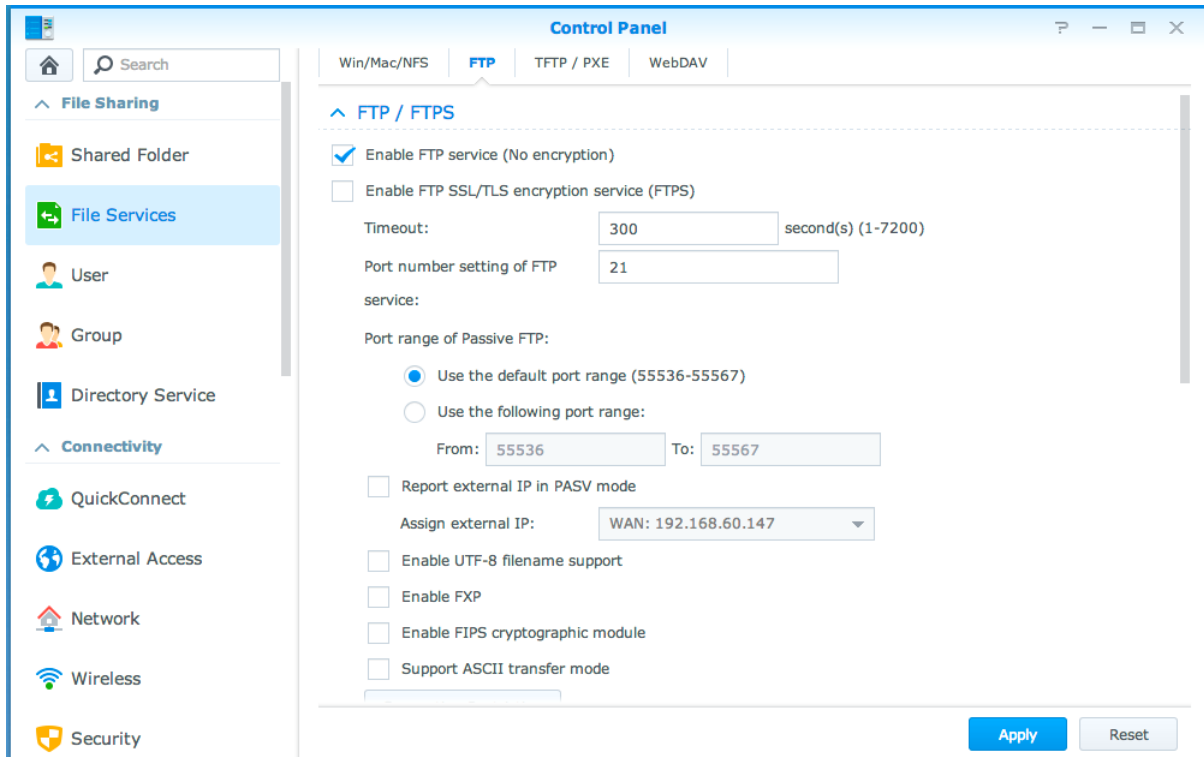 Control Panel
Search
Win/Mac/NFS FTP TFTP / PXE WebDAV
File Sharing
Shared Folder
File Services
User
Group
Directory Service
Connectivity
QuickConnect
External Access
Network
Wireless
Security
FTP / FTPS
Enable FTP service (No encryption)
Enable FTP SSL/TLS encryption service (FTPS)
Timeout: 300 second(s) (1-7200)
Port number setting of FTP 21
service:
Port range of Passive FTP:
Use the default port range (55536-55567)
Use the following port range:
From: 55536 To: 55567
Report external IP in PASV mode
Assign external IP: WAN: 192.168.60.147
Enable UTF-8 filename support
Enable FXP
Enable FIPS cryptographic module
Support ASCII transfer mode
Apply Reset